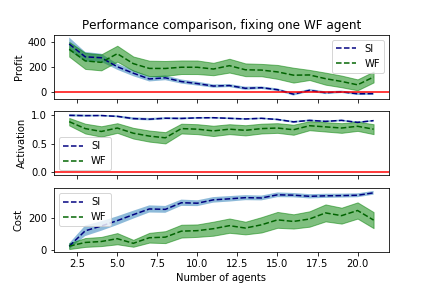 Performance comparison, fixing one WF agent
400
200
0
Profit
SI
WF
1.0
0.5
0.0
Activation
SI
WF
200
0
Cost
SI
WF
2.5 5.0 7.5 10.0 12.5 15.0 17.5 20.0
Number of agents